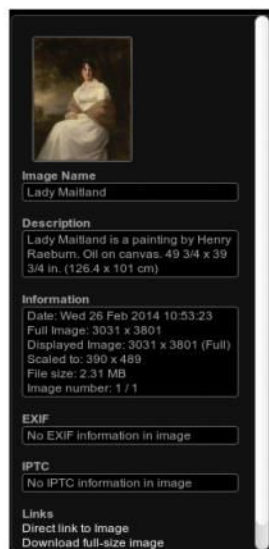 Image Name
Lady Maitland
Description
Lady Maitland is a painting by Henry
Raeburn. Oil on canvas. 49 3/4 x 39
3/4 in. (126.4 x 101 cm)
Information
Date: Wed 26 Feb 2014 10:53:23
Full Image: 3031 x 3801
Displayed Image: 3031 x 3801 (Full)
Scaled to: 390 x 489
File size: 2.31 MB
Image number: 1 / 1
EXIF
No EXIF information in image
IPTC
No IPTC information in image
Links
Direct link to Image
Download full-size image